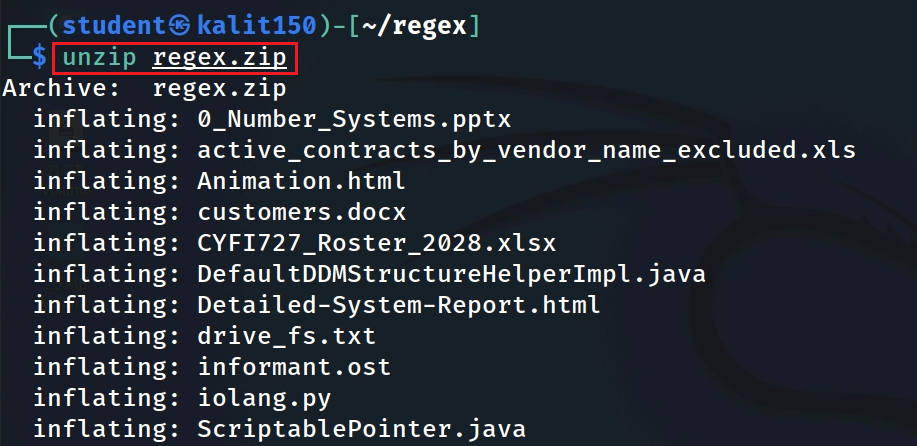 ┌──(student㉿kalit150)-[~/regex]
└─$ unzip regex.zip
Archive:  regex.zip
  inflating: 0_Number_Systems.pptx
  inflating: active_contracts_by_vendor_name_excluded.xls
  inflating: Animation.html
  inflating: customers.docx
  inflating: CYFI727_Roster_2028.xlsx
  inflating: DefaultDDMStructureHelperImpl.java
  inflating: Detailed-System-Report.html
  inflating: drive_fs.txt
  inflating: informant.ost
  inflating: iolang.py
  inflating: ScriptablePointer.java